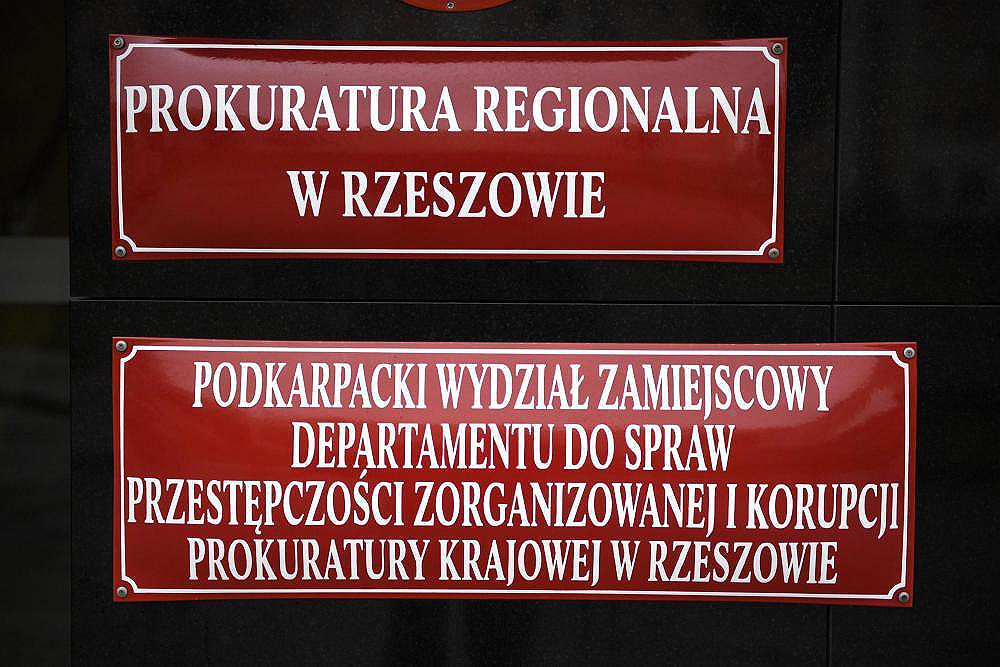 PROKURATURA REGIONALNA
W RZESZOWIE
PODKARPACKI WYDZIAŁ ZAMIEJSCOWY
DEPARTAMENTU DO SPRAW
PRZESTĘPCZOŚCI ZORGANIZOWANEJ I KORUPCJI
PROKURATURY KRAJOWEJ W RZESZOWIE